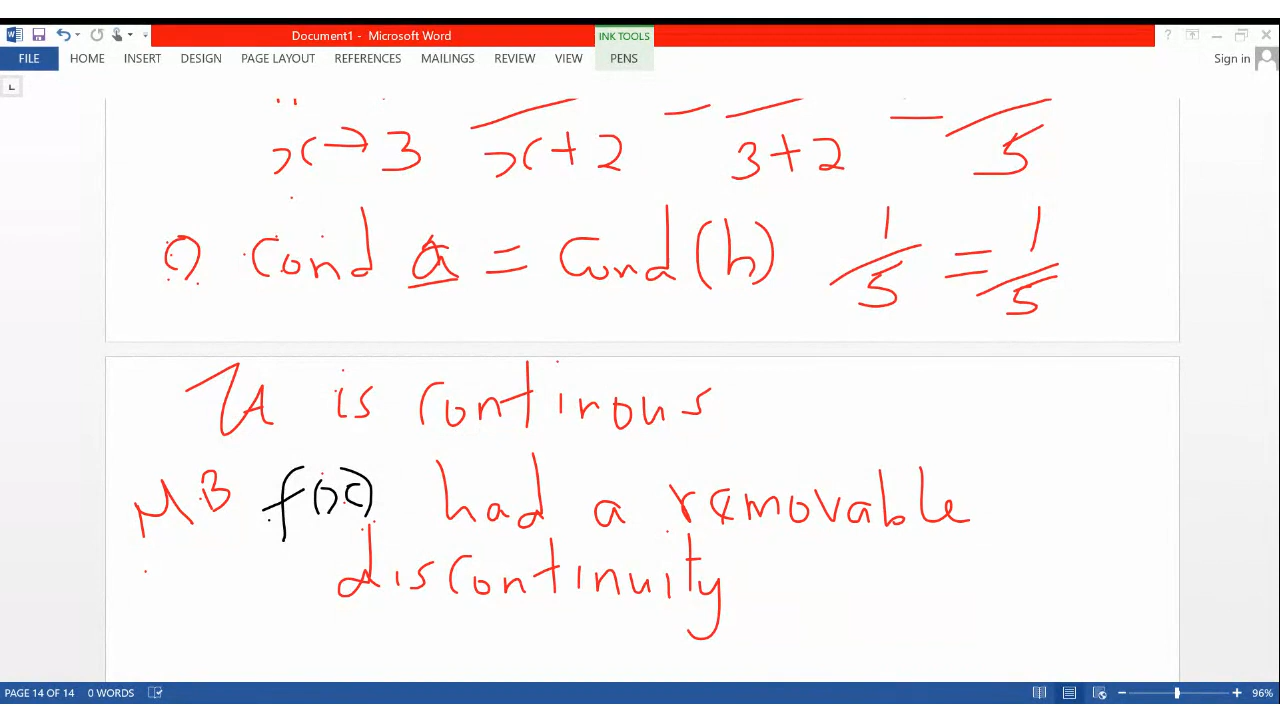 Document1 - Microsoft Word
INK TOOLS
FILE HOME INSERT DESIGN PAGE LAYOUT REFERENCES MAILINGS REVIEW VIEW PENS Sign in
x→3 x+2 3+2 5
Cond a = Cond (b) 1/5 = 1/5
is continous
f(x) had a removable
discontinuity
PAGE 14 OF 14 0 WORDS 96%